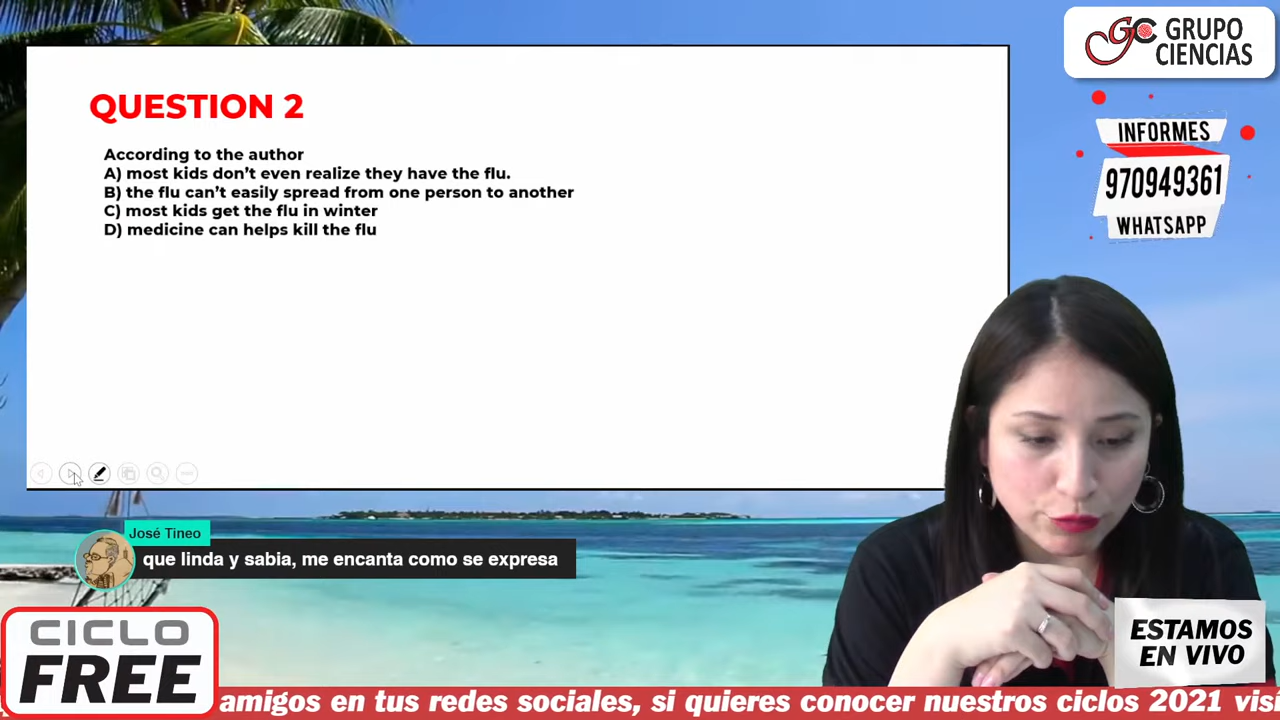 GC GRUPO
CIENCIAS
QUESTION 2
INFORMES
970949361
WHATSAPP
According to the author
A) most kids don't even realize they have the flu.
B) the flu can't easily spread from one person to another
C) most kids get the flu in winter
D) medicine can helps kill the flu
José Tineo
que linda y sabia, me encanta como se expresa
CICLO
FREE
ESTAMOS
EN VIVO
amigos en tus redes sociales, si quieres conocer nuestros ciclos 2021 visi